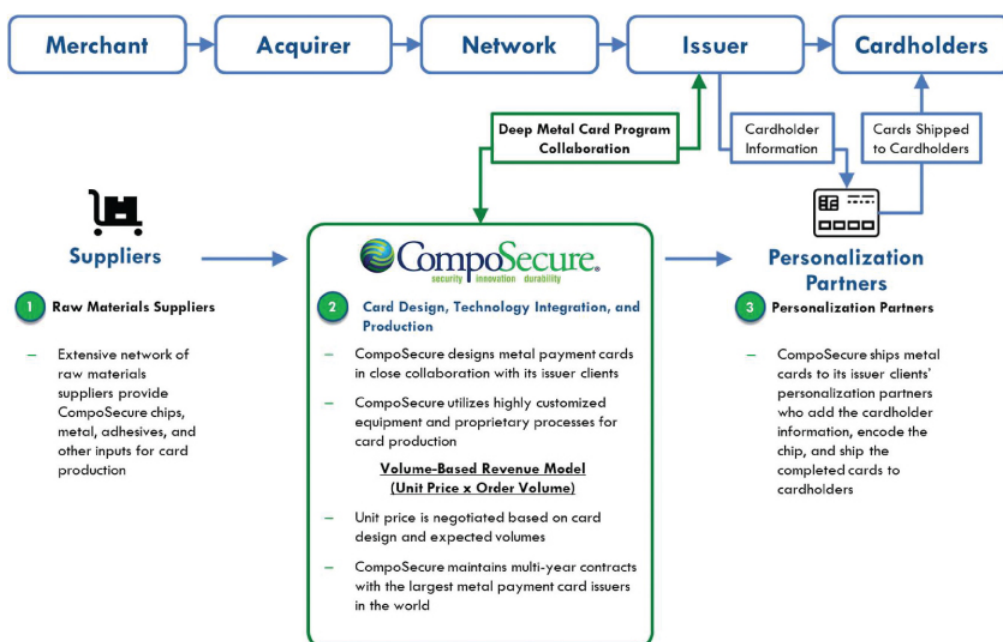 Merchant
Acquirer
Network
Issuer
Cardholders
Deep Metal Card Program
Collaboration
Cardholder
Information
Cards Shipped
to Cardholders
Suppliers
1
Raw Materials Suppliers
– Extensive network of
raw materials
suppliers provide
CompoSecure chips,
metal, adhesives, and
other inputs for card
production
CompoSecure®
security innovation durability
2
Card Design, Technology Integration, and
Production
– CompoSecure designs metal payment cards
in close collaboration with its issuer clients
– CompoSecure utilizes highly customized
equipment and proprietary processes for
card production
Volume-Based Revenue Model
(Unit Price x Order Volume)
– Unit price is negotiated based on card
design and expected volumes
– CompoSecure maintains multi-year contracts
with the largest metal payment card issuers
in the world
Personalization
Partners
3
Personalization Partners
– CompoSecure ships metal
cards to its issuer clients'
personalization partners
who add the cardholder
information, encode the
chip, and ship the
completed cards to
cardholders